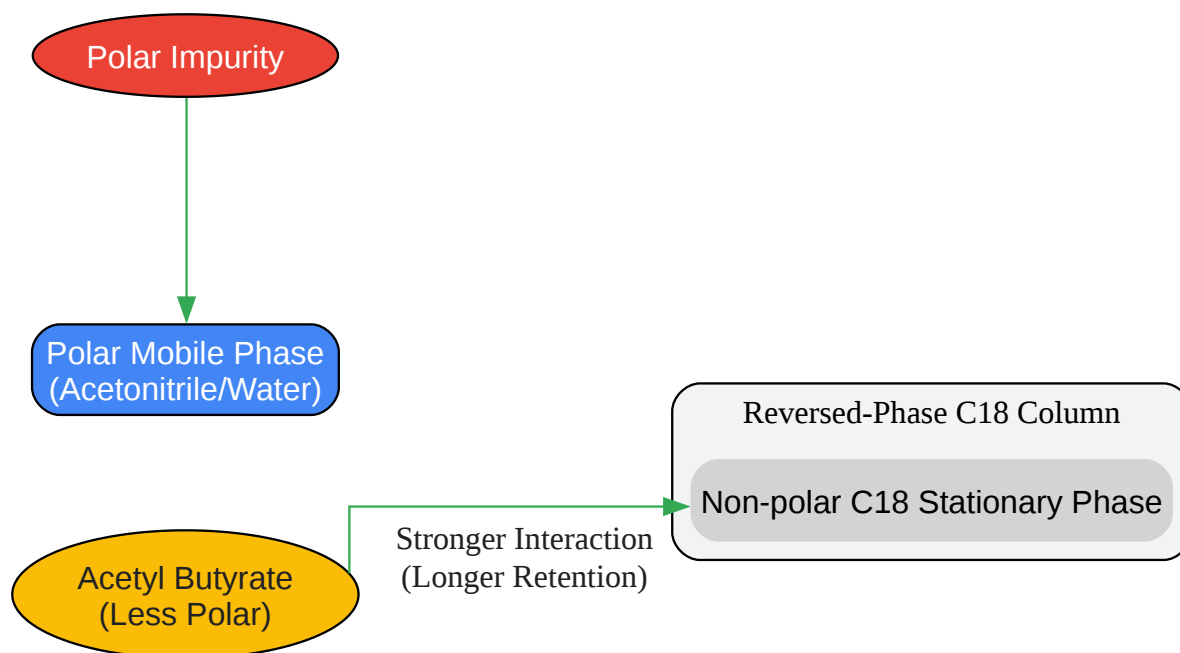 Polar Impurity
Polar Mobile Phase
(Acetonitrile/Water)
Reversed-Phase C18 Column
Non-polar C18 Stationary Phase
Stronger Interaction
(Longer Retention)
Acetyl Butyrate
(Less Polar)